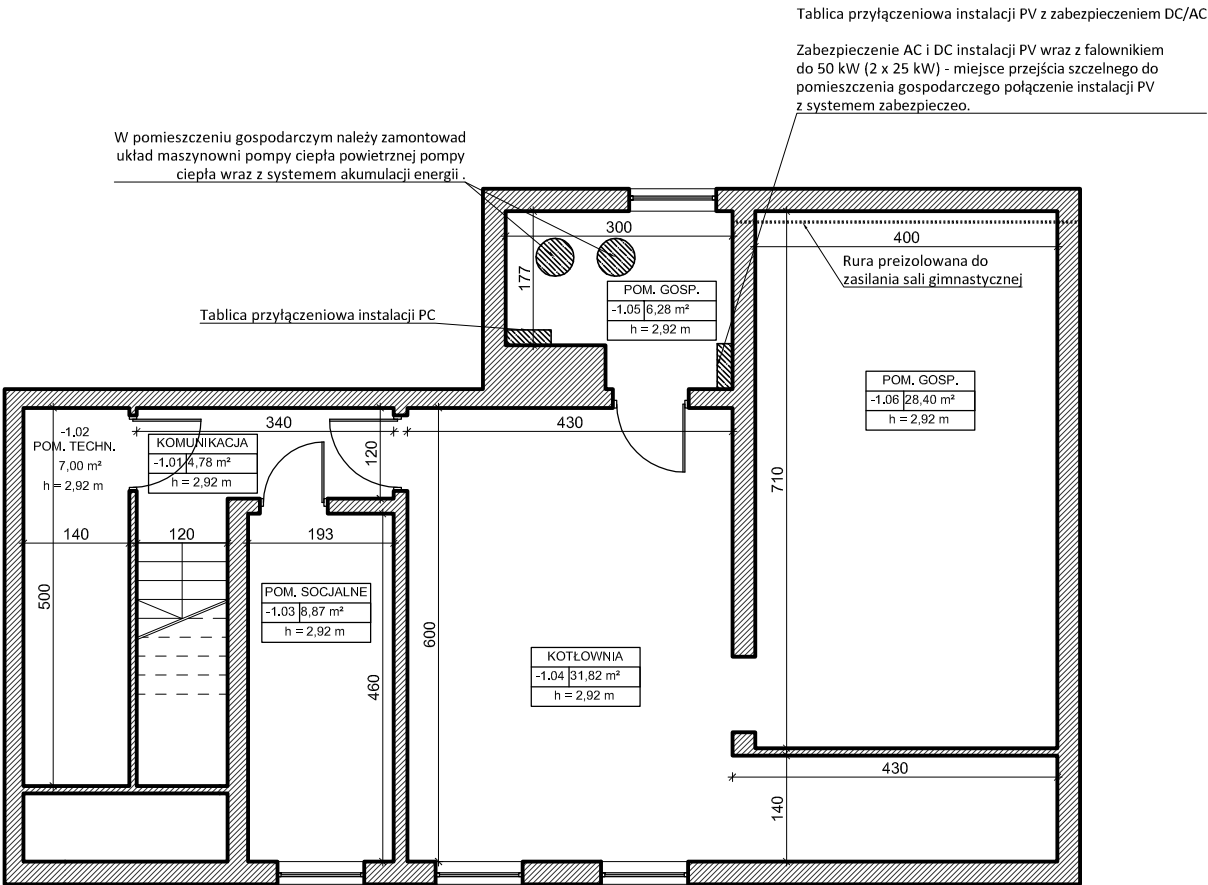 Tablica przyłączeniowa instalacji PV z zabezpieczeniem DC/AC
Zabezpieczenie AC i DC instalacji PV wraz z falownikiem
do 50 kW (2 x 25 kW) - miejsce przejścia szczelnego do
pomieszczenia gospodarczego połączenie instalacji PV
z systemem zabezpieczeo.
W pomieszczeniu gospodarczym należy zamontowad
układ maszynowni pompy ciepła powietrznej pompy
ciepła wraz z systemem akumulacji energii .
300
400
Rura preizolowana do
zasilania sali gimnastycznej
177
POM. GOSP.
-1.05 6,28 m²
h = 2,92 m
Tablica przyłączeniowa instalacji PC
POM. GOSP.
-1.06 28,40 m²
h = 2,92 m
340
430
-1.02
POM. TECHN.
7,00 m²
h = 2,92 m
KOMUNIKACJA
-1.01 4,78 m²
h = 2,92 m
120
710
140
120
193
500
POM. SOCJALNE
-1.03 8,87 m²
h = 2,92 m
600
460
KOTŁOWNIA
-1.04 31,82 m²
h = 2,92 m
430
140